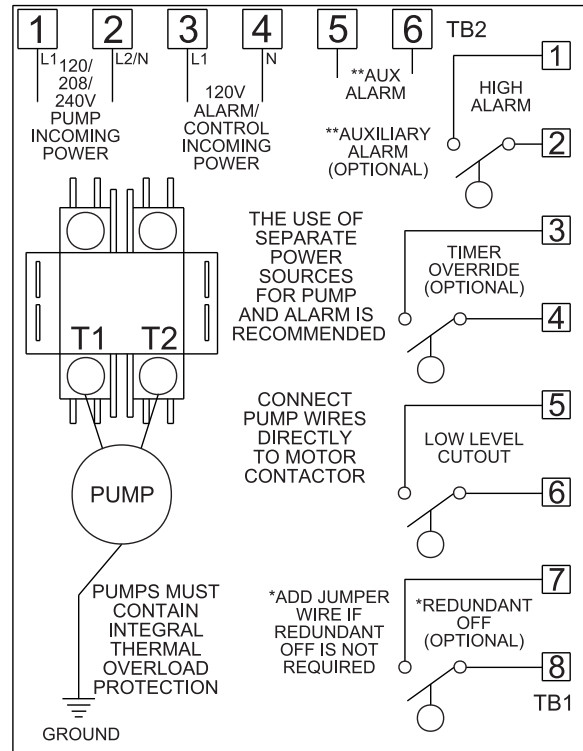 1
2
3
4
5
6
TB2
L1
L2/N
L1
N
120/
208/
240V
PUMP
INCOMING
POWER
120V
ALARM/
CONTROL
INCOMING
POWER
**AUX
ALARM
**AUXILIARY
ALARM
(OPTIONAL)
1
HIGH
ALARM
2
THE USE OF
SEPARATE
POWER
SOURCES
FOR PUMP
AND ALARM IS
RECOMMENDED
3
TIMER
OVERRIDE
(OPTIONAL)
4
T1
T2
CONNECT
PUMP WIRES
DIRECTLY
TO MOTOR
CONTACTOR
5
LOW LEVEL
CUTOUT
6
PUMP
PUMPS MUST
CONTAIN
INTEGRAL
THERMAL
OVERLOAD
PROTECTION
GROUND
*ADD JUMPER
WIRE IF
REDUNDANT
OFF IS NOT
REQUIRED
7
*REDUNDANT
OFF
(OPTIONAL)
8
TB1